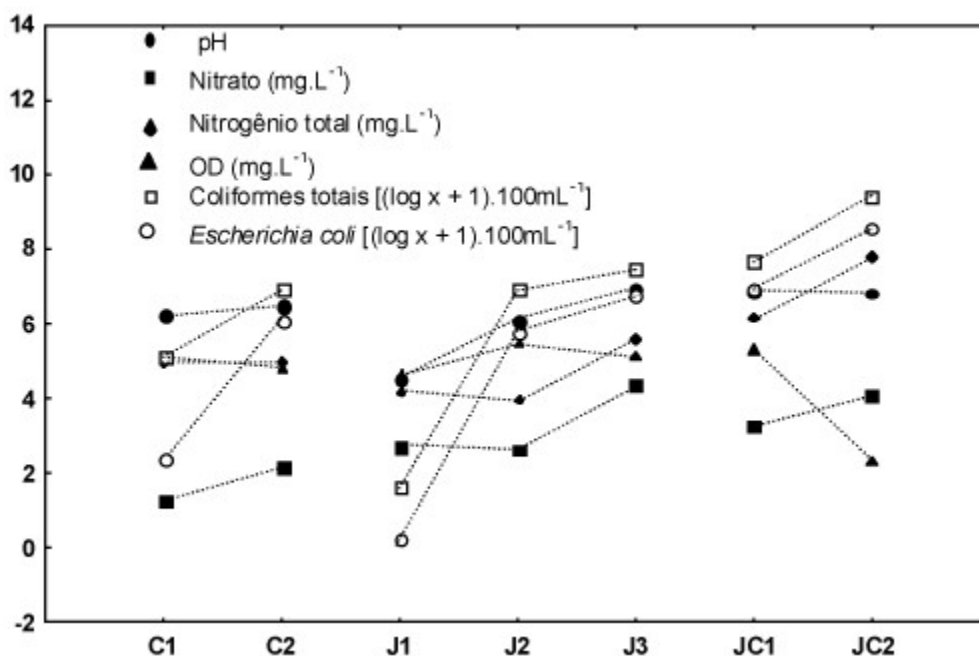 14
12
10
8
6
4
2
0
-2
pH
Nitrato (mg.L⁻¹)
Nitrogênio total (mg.L⁻¹)
OD (mg.L⁻¹)
Coliformes totais [(log x + 1).100mL⁻¹]
Escherichia coli [(log x + 1).100mL⁻¹]
C1 C2 J1 J2 J3 JC1 JC2